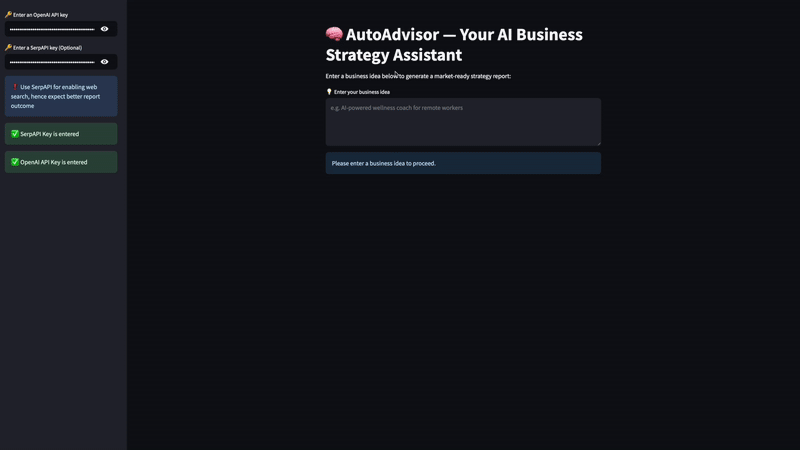 🔑 Enter an OpenAI API key
🔑 Enter a SerpAPI key (Optional)
❗ Use SerpAPI for enabling web
search, hence expect better report
outcome
✅ SerpAPI Key is entered
✅ OpenAI API Key is entered
🧠 AutoAdvisor — Your AI Business
Strategy Assistant
Enter a business idea below to generate a market-ready strategy report:
💡 Enter your business idea
e.g. AI-powered wellness coach for remote workers
Please enter a business idea to proceed.